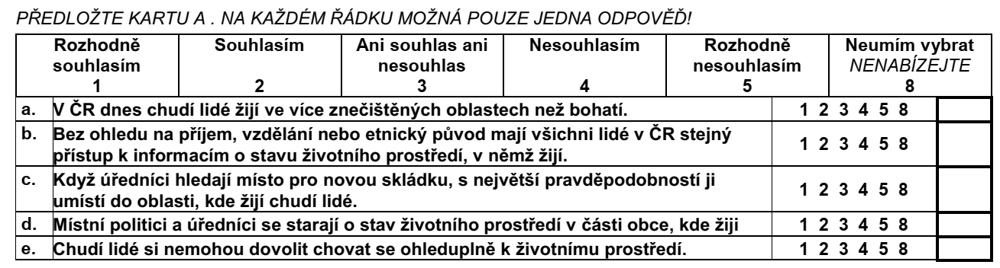 PŘEDLOŽTE KARTU A . NA KAŽDÉM ŘÁDKU MOŽNÁ POUZE JEDNA ODPOVĚĎ!
Rozhodně souhlasím 1 Souhlasím 2 Ani souhlas ani nesouhlas 3 Nesouhlasím 4 Rozhodně nesouhlasím 5 Neumím vybrat NENABÍZEJTE 8
a. V ČR dnes chudí lidé žijí ve více znečištěných oblastech než bohatí. 1 2 3 4 5 8
b. Bez ohledu na příjem, vzdělání nebo etnický původ mají všichni lidé v ČR stejný
přístup k informacím o stavu životního prostředí, v němž žijí. 1 2 3 4 5 8
c. Když úředníci hledají místo pro novou skládku, s největší pravděpodobností ji
umístí do oblasti, kde žijí chudí lidé. 1 2 3 4 5 8
d. Místní politici a úředníci se starají o stav životního prostředí v části obce, kde žiji 1 2 3 4 5 8
e. Chudí lidé si nemohou dovolit chovat se ohleduplně k životnímu prostředí. 1 2 3 4 5 8